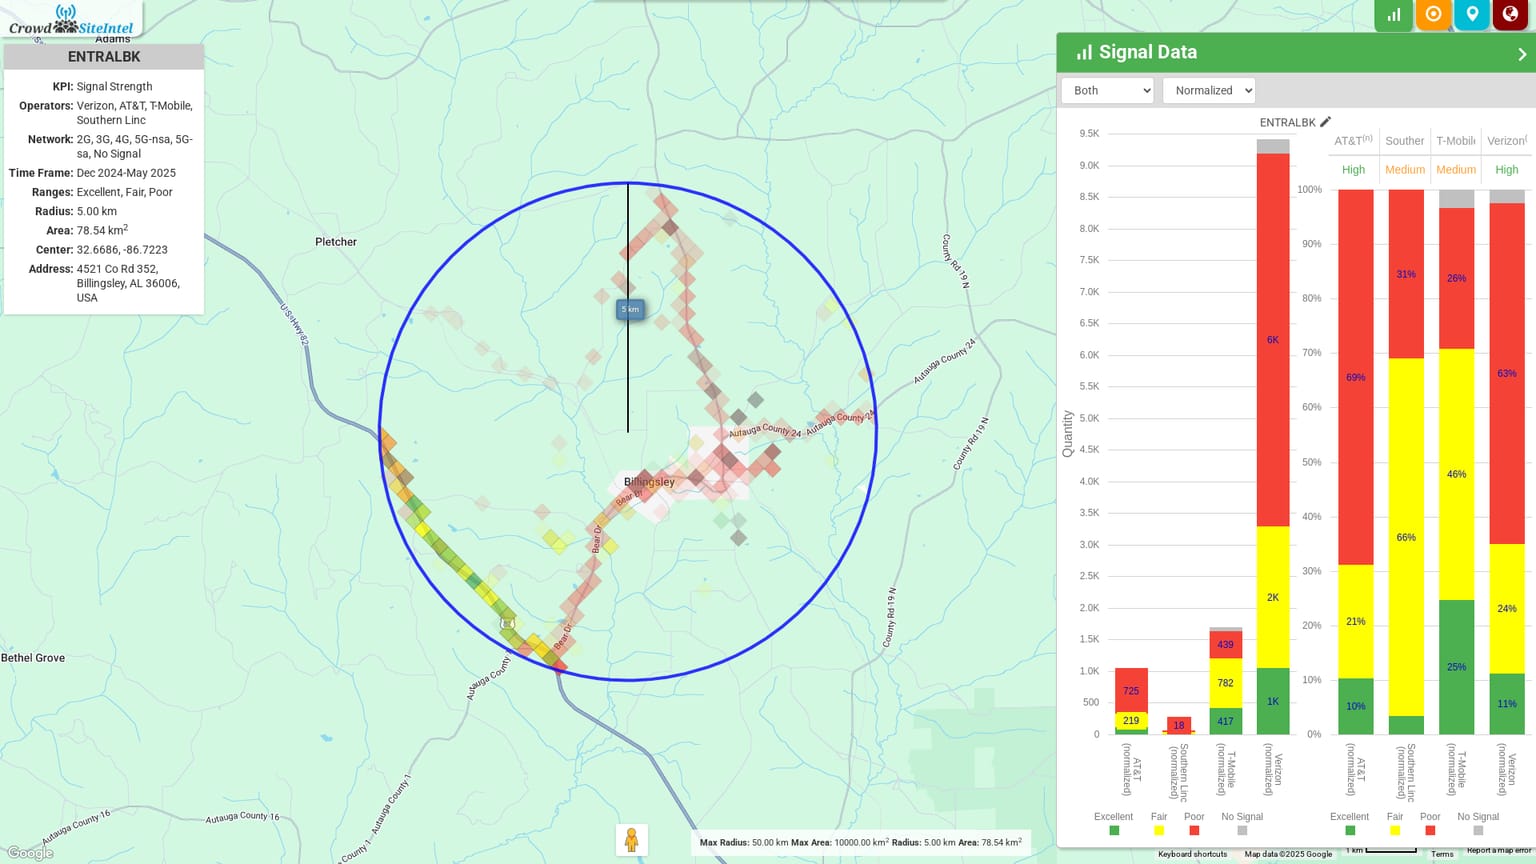 Crowd SiteIntel
Adams
ENTRALBK
KPI: Signal Strength
Operators: Verizon, AT&T, T-Mobile,
Southern Linc
Network: 2G, 3G, 4G, 5G-nsa, 5G-
sa, No Signal
Time Frame: Dec 2024-May 2025
Ranges: Excellent, Fair, Poor
Radius: 5.00 km
Area: 78.54 km²
Center: 32.6686, -86.7223
Address: 4521 Co Rd 352,
Billingsley, AL 36006,
USA
Pletcher
U.S. Hwy 82
5 km
County Rd 19 N
Autauga County 24
Autauga County 24
Autauga County 24
County Rd 19 N
Billingsley
Bear Dr
Bear Dr
Bear Dr
82
County Rd 19 N
Bethel Grove
Autauga County 1
Autauga County 16
Autauga County 16
County 1 - Autauga County 1
Google
Max Radius: 50.00 km Max Area: 10000.00 km² Radius: 5.00 km Area: 78.54 km²
Keyboard shortcuts
Map data ©2025 Google
1 km
Terms
Report a map error
Signal Data
Both
Normalized
ENTRALBK
Quantity
9.5K
9.0K
8.5K
8.0K
7.5K
7.0K
6.5K
6.0K
5.5K
5.0K
4.5K
4.0K
3.5K
3.0K
2.5K
2.0K
1.5K
1.0K
500
0
725
219
18
439
782
417
6K
2K
1K
AT&T
(normalized)
Southern Linc
(normalized)
T-Mobile
(normalized)
Verizon
(normalized)
Excellent
Fair
Poor
No Signal
AT&T(n)
Souther
T-Mobile
Verizon(
High
Medium
Medium
High
100%
90%
80%
70%
60%
50%
40%
30%
20%
10%
0%
69%
21%
10%
31%
66%
26%
46%
25%
63%
24%
11%
AT&T
(normalized)
Southern Linc
(normalized)
T-Mobile
(normalized)
Verizon
(normalized)
Excellent
Fair
Poor
No Signal